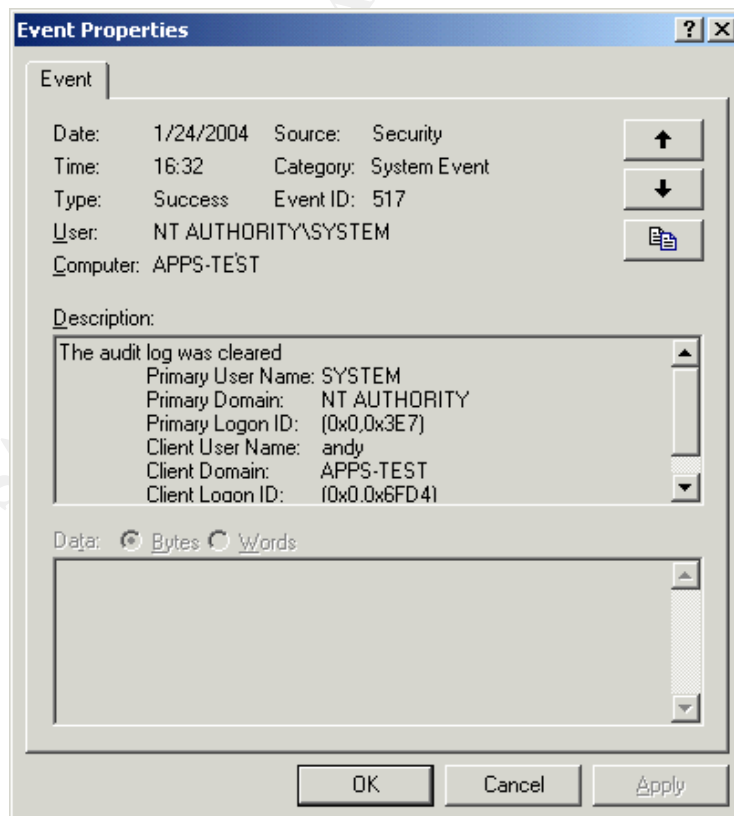 Event Properties
Event
Date: 1/24/2004 Source: Security
Time: 16:32 Category: System Event
Type: Success Event ID: 517
User: NT AUTHORITY\SYSTEM
Computer: APPS-TEST
Description:
The audit log was cleared
Primary User Name: SYSTEM
Primary Domain: NT AUTHORITY
Primary Logon ID: (0x0,0x3E7)
Client User Name: andy
Client Domain: APPS-TEST
Client Logon ID: (0x0,0x6FD4)
Data: Bytes Words
OK Cancel Apply